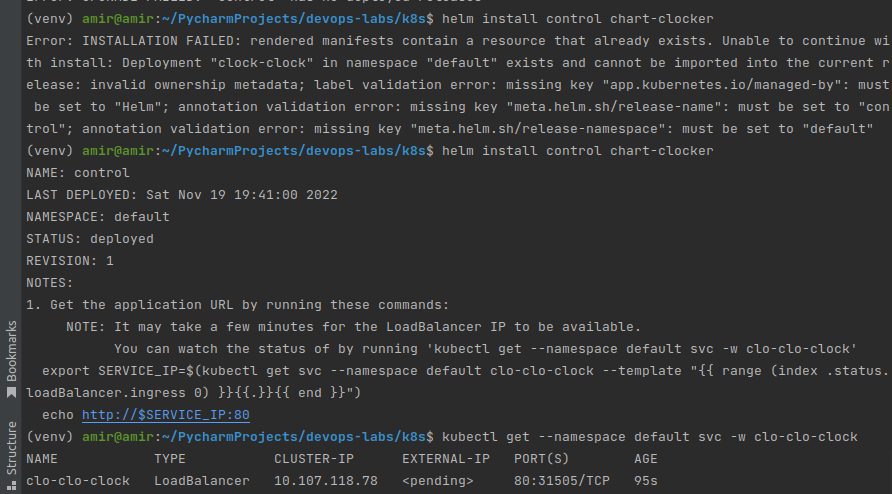 (venv) amir@amir:~/PycharmProjects/devops-labs/k8s$ helm install control chart-clocker
Error: INSTALLATION FAILED: rendered manifests contain a resource that already exists. Unable to continue wi
th install: Deployment "clock-clock" in namespace "default" exists and cannot be imported into the current r
elease: invalid ownership metadata; label validation error: missing key "app.kubernetes.io/managed-by": must
 be set to "Helm"; annotation validation error: missing key "meta.helm.sh/release-name": must be set to "con
trol"; annotation validation error: missing key "meta.helm.sh/release-namespace": must be set to "default"
(venv) amir@amir:~/PycharmProjects/devops-labs/k8s$ helm install control chart-clocker
NAME: control
LAST DEPLOYED: Sat Nov 19 19:41:00 2022
NAMESPACE: default
STATUS: deployed
REVISION: 1
NOTES:
1. Get the application URL by running these commands:
     NOTE: It may take a few minutes for the LoadBalancer IP to be available.
           You can watch the status of by running 'kubectl get --namespace default svc -w clo-clo-clock'
  export SERVICE_IP=$(kubectl get svc --namespace default clo-clo-clock --template "{{ range (index .status.
loadBalancer.ingress 0) }}{{.}}{{ end }}")
  echo http://$SERVICE_IP:80
(venv) amir@amir:~/PycharmProjects/devops-labs/k8s$ kubectl get --namespace default svc -w clo-clo-clock
NAME            TYPE           CLUSTER-IP      EXTERNAL-IP   PORT(S)        AGE
clo-clo-clock   LoadBalancer   10.107.118.78   <pending>     80:31505/TCP   95s
Bookmarks
Structure